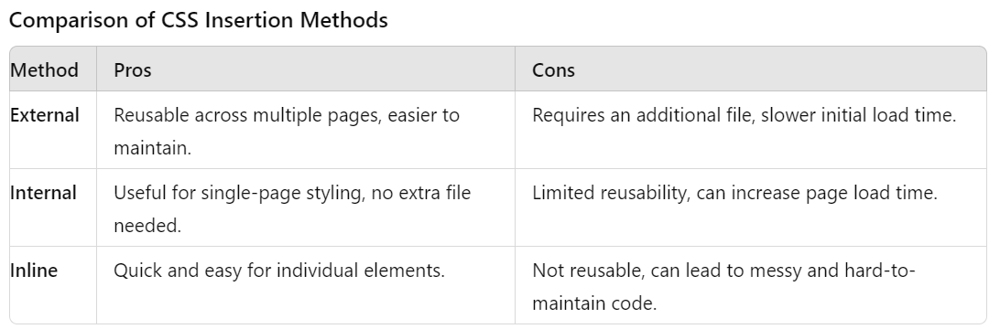 Comparison of CSS Insertion Methods
Method Pros Cons
External Reusable across multiple pages, easier to Requires an additional file, slower initial load time.
maintain.
Internal Useful for single-page styling, no extra file Limited reusability, can increase page load time.
needed.
Inline Quick and easy for individual elements. Not reusable, can lead to messy and hard-to-
maintain code.